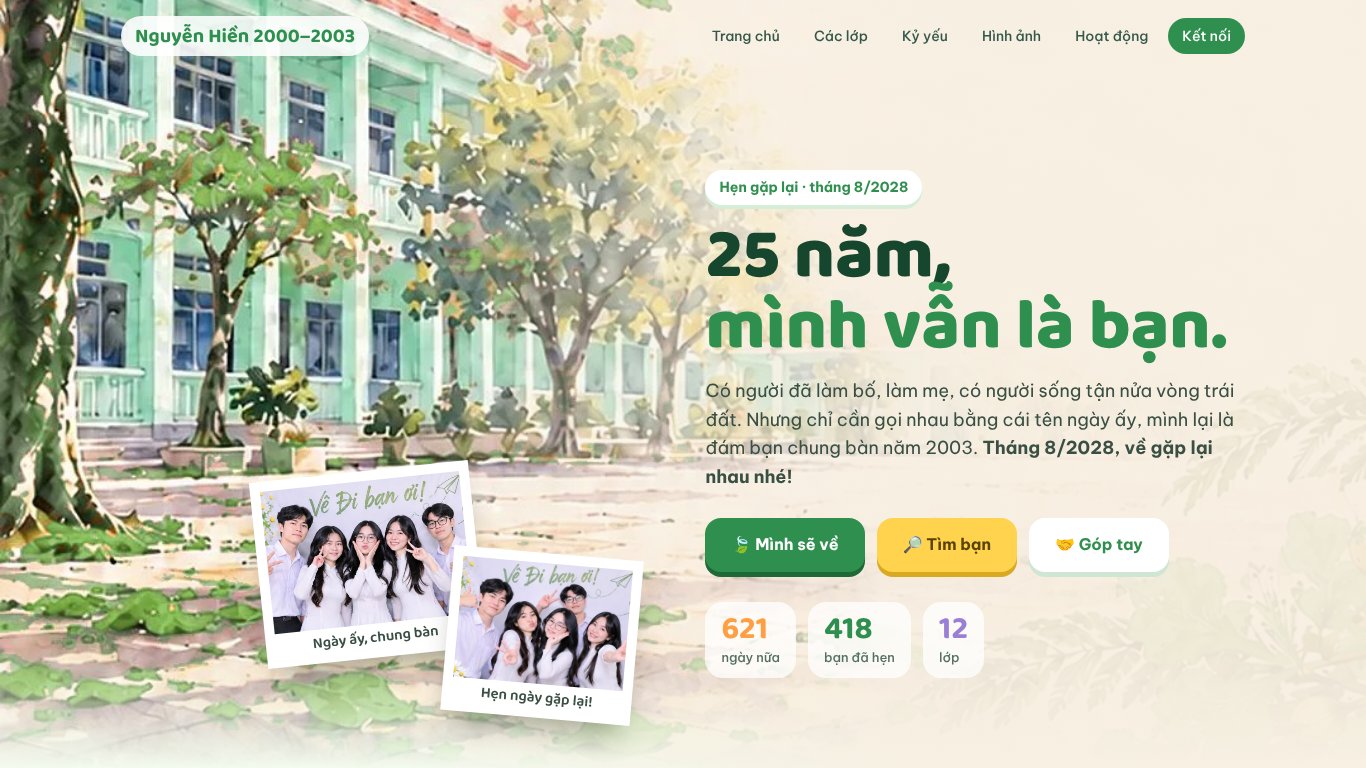 Nguyễn Hiền 2000–2003
Trang chủ
Các lớp
Kỷ yếu
Hình ảnh
Hoạt động
Kết nối
Hẹn gặp lại · tháng 8/2028
25 năm,
mình vẫn là bạn.
Có người đã làm bố, làm mẹ, có người sống tận nửa vòng trái
đất. Nhưng chỉ cần gọi nhau bằng cái tên ngày ấy, mình lại là
đám bạn chung bàn năm 2003. Tháng 8/2028, về gặp lại
nhau nhé!
🍃 Mình sẽ về
🔎 Tìm bạn
🤝 Góp tay
621
ngày nữa
418
bạn đã hẹn
12
lớp
Về Đi bạn ơi!
Ngày ấy, chung bàn
Về Đi bạn ơi!
Hẹn ngày gặp lại!